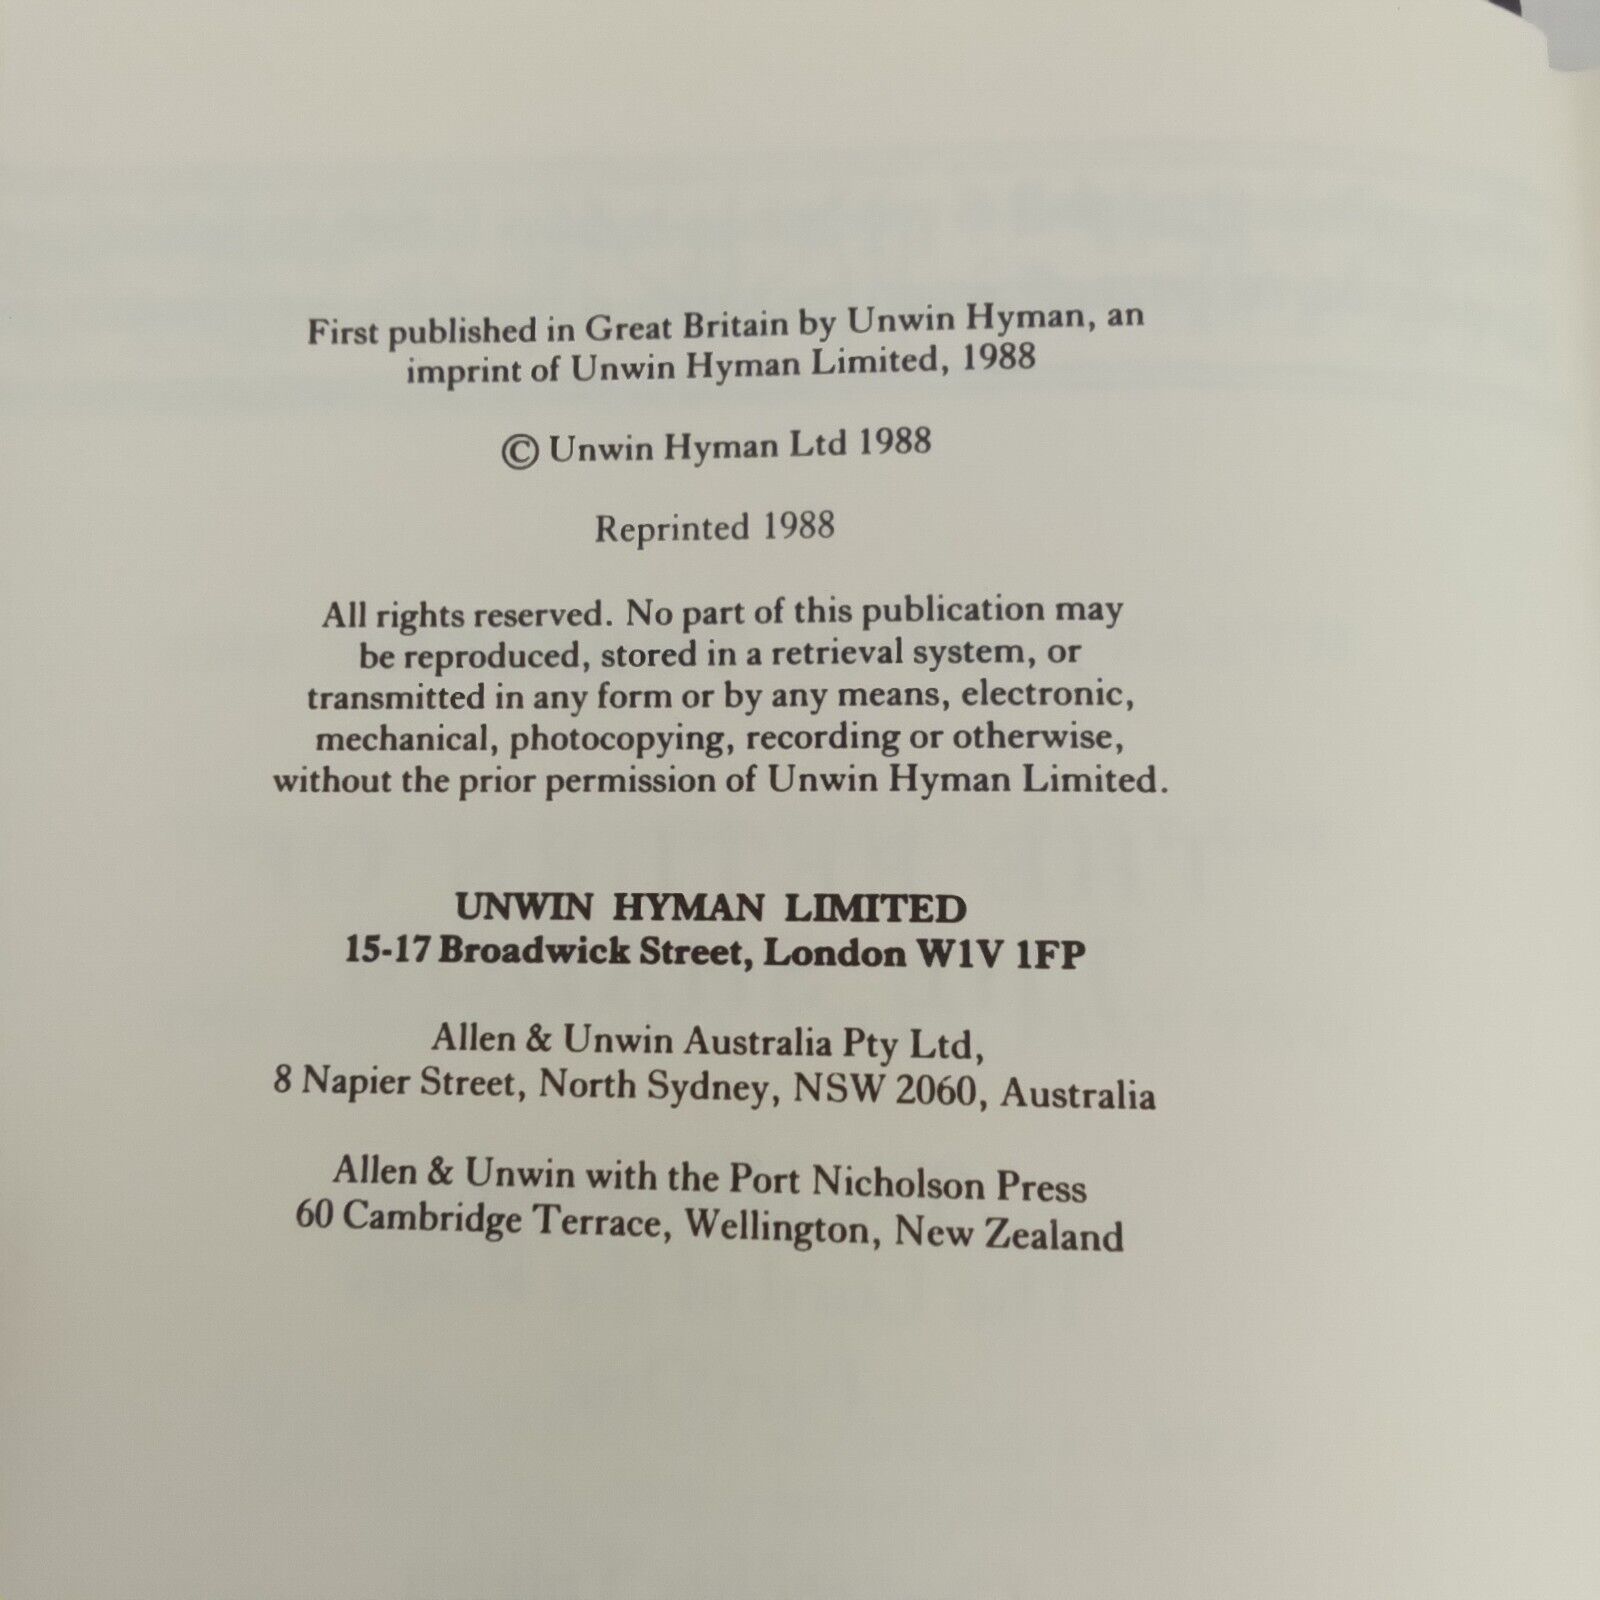 First published in Great Britain by Unwin Hyman, an
imprint of Unwin Hyman Limited, 1988
© Unwin Hyman Ltd 1988
Reprinted 1988
All rights reserved. No part of this publication may
be reproduced, stored in a retrieval system, or
transmitted in any form or by any means, electronic,
mechanical, photocopying, recording or otherwise,
without the prior permission of Unwin Hyman Limited.
UNWIN HYMAN LIMITED
15-17 Broadwick Street, London W1V 1FP
Allen & Unwin Australia Pty Ltd,
8 Napier Street, North Sydney, NSW 2060, Australia
Allen & Unwin with the Port Nicholson Press
60 Cambridge Terrace, Wellington, New Zealand